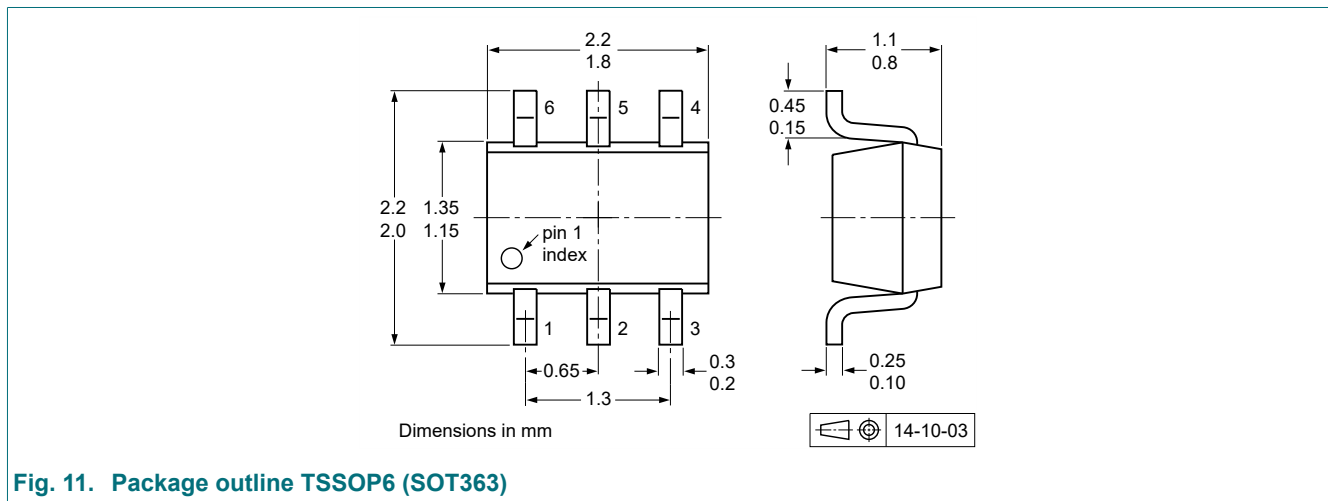 2.2
1.8
1.1
0.8
6 5 4
0.45
0.15
2.2 1.35
2.0 1.15
pin 1
index
1 2 3
0.65
0.3
0.2
1.3
0.25
0.10
Dimensions in mm
14-10-03
Fig. 11. Package outline TSSOP6 (SOT363)